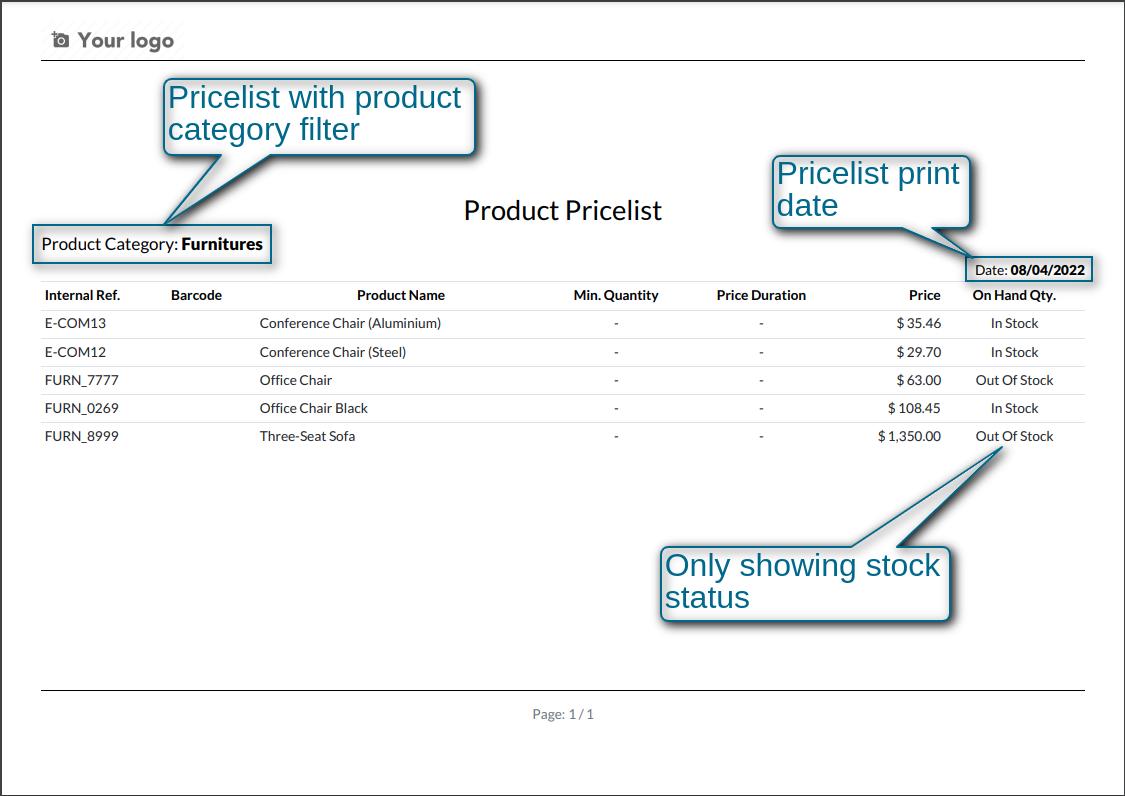 Your logo
Pricelist with product
category filter
Pricelist print
date
Product Pricelist
Product Category: Furnitures
Date: 08/04/2022
Internal Ref. Barcode Product Name Min. Quantity Price Duration Price On Hand Qty.
E-COM13 Conference Chair (Aluminium) - - $ 35.46 In Stock
E-COM12 Conference Chair (Steel) - - $ 29.70 In Stock
FURN_7777 Office Chair - - $ 63.00 Out Of Stock
FURN_0269 Office Chair Black - - $ 108.45 In Stock
FURN_8999 Three-Seat Sofa - - $ 1,350.00 Out Of Stock
Only showing stock
status
Page: 1 / 1